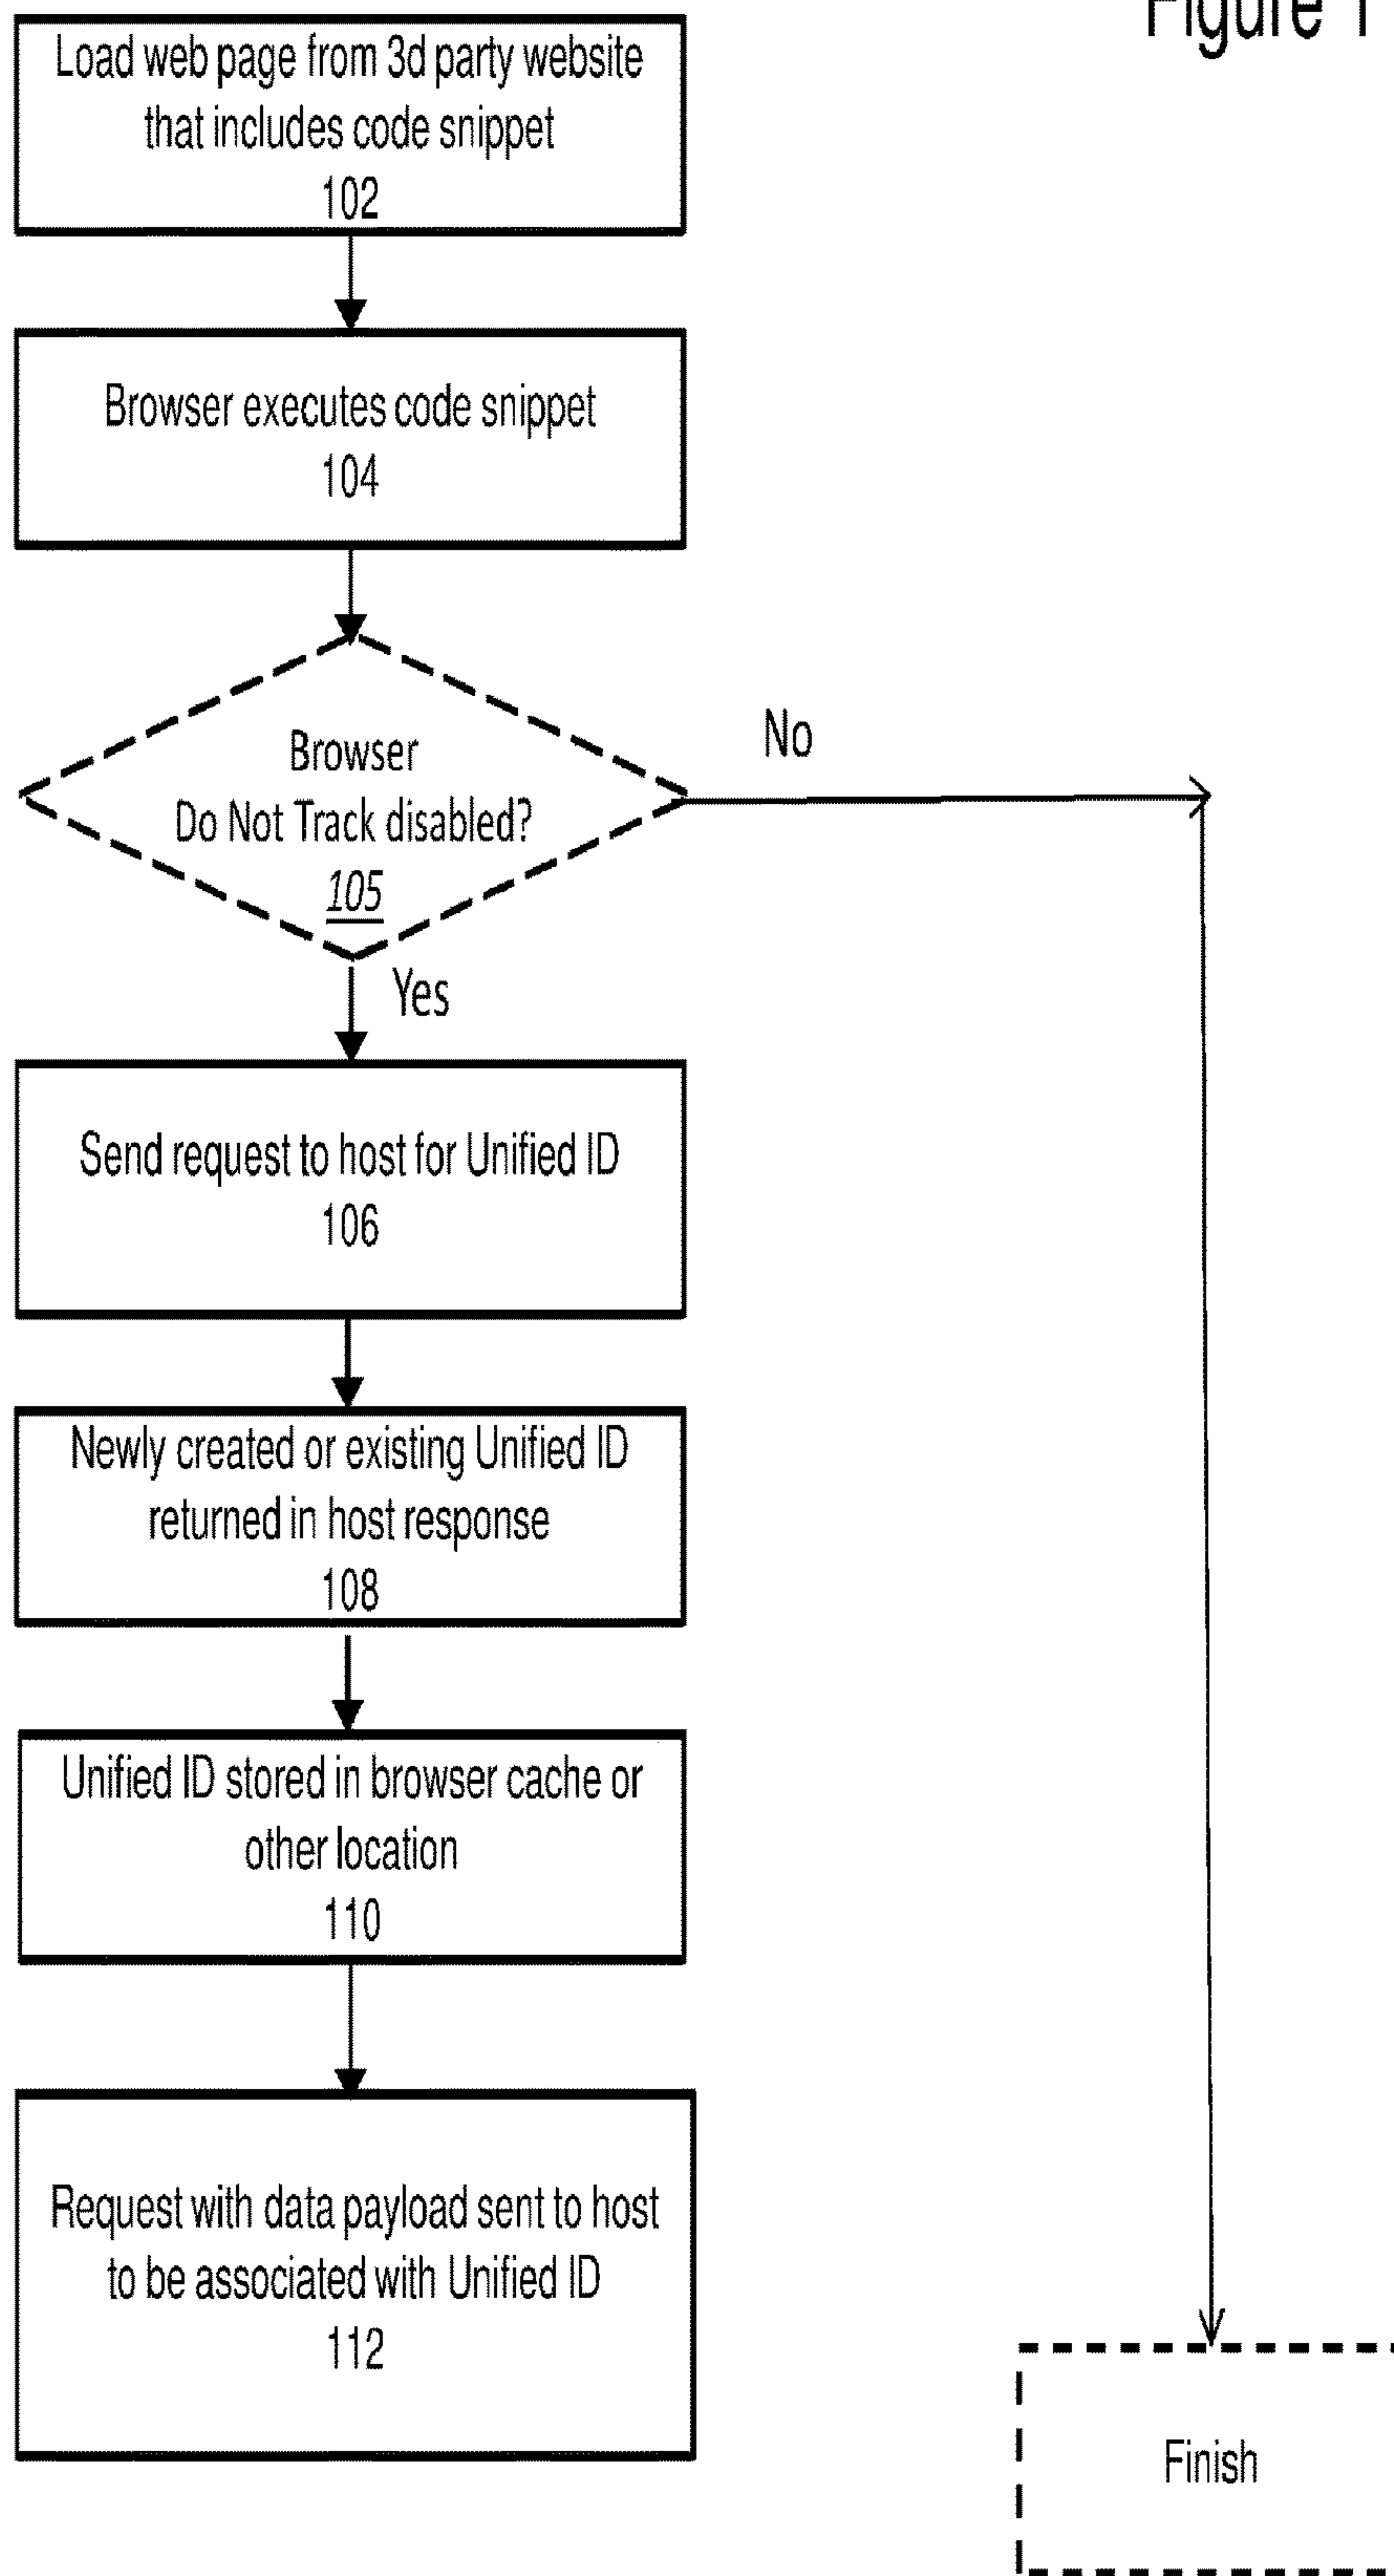 Figure 1
Load web page from 3d party website
that includes code snippet
102
Browser executes code snippet
104
Browser
Do Not Track disabled?
105
No
Yes
Send request to host for Unified ID
106
Newly created or existing Unified ID
returned in host response
108
Unified ID stored in browser cache or
other location
110
Request with data payload sent to host
to be associated with Unified ID
112
Finish